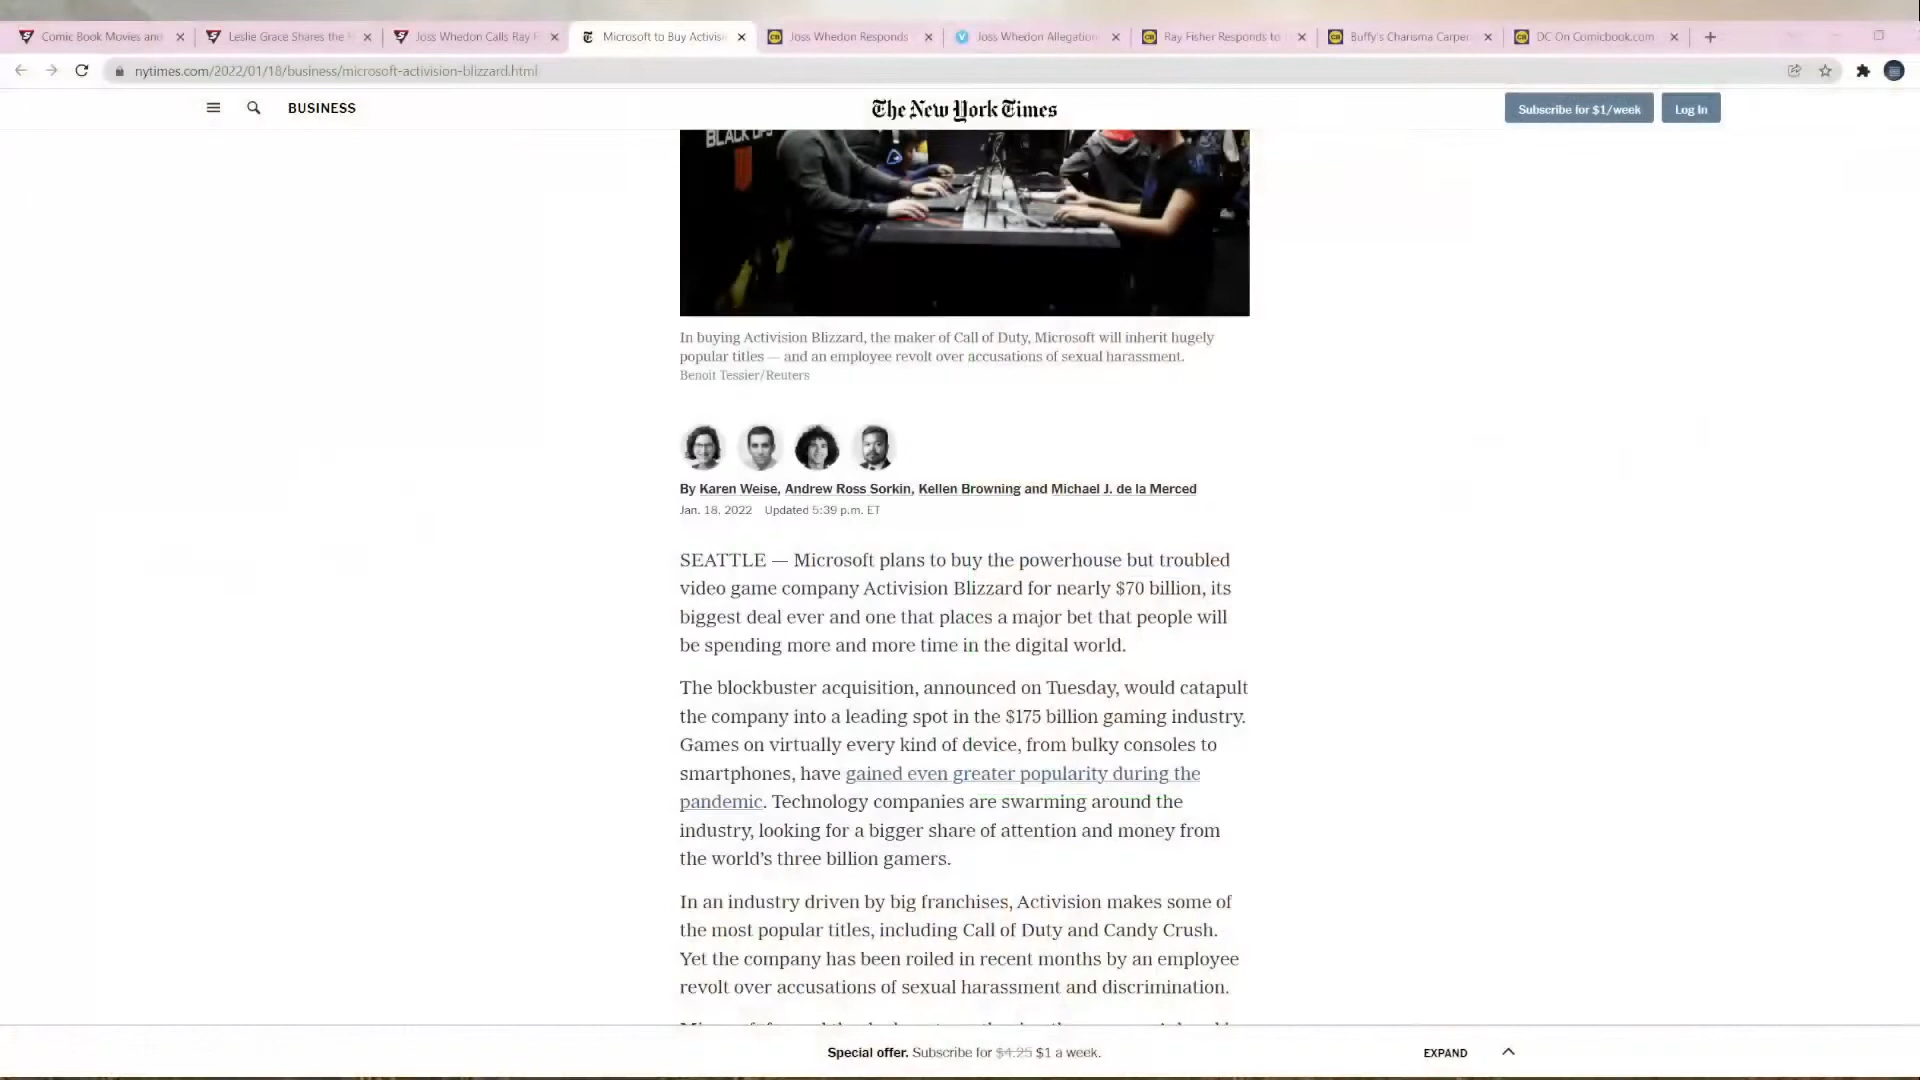 Comic Book Movies and
Leslie Grace Shares the
Joss Whedon Calls Ray F
Microsoft to Buy Activis
Joss Whedon Responds
Joss Whedon Allegation
Ray Fisher Responds to
Buffy's Charisma Carper
DC On Comicbook.com
nytimes.com/2022/01/18/business/microsoft-activision-blizzard.html
BUSINESS
The New York Times
Subscribe for $1/week
Log In
BLACK OPS
In buying Activision Blizzard, the maker of Call of Duty, Microsoft will inherit hugely
popular titles — and an employee revolt over accusations of sexual harassment.
Benoit Tessier/Reuters
By Karen Weise, Andrew Ross Sorkin, Kellen Browning and Michael J. de la Merced
Jan. 18, 2022 Updated 5:39 p.m. ET
SEATTLE — Microsoft plans to buy the powerhouse but troubled
video game company Activision Blizzard for nearly $70 billion, its
biggest deal ever and one that places a major bet that people will
be spending more and more time in the digital world.
The blockbuster acquisition, announced on Tuesday, would catapult
the company into a leading spot in the $175 billion gaming industry.
Games on virtually every kind of device, from bulky consoles to
smartphones, have gained even greater popularity during the
pandemic. Technology companies are swarming around the
industry, looking for a bigger share of attention and money from
the world's three billion gamers.
In an industry driven by big franchises, Activision makes some of
the most popular titles, including Call of Duty and Candy Crush.
Yet the company has been roiled in recent months by an employee
revolt over accusations of sexual harassment and discrimination.
Special offer. Subscribe for $4.25 $1 a week.
EXPAND